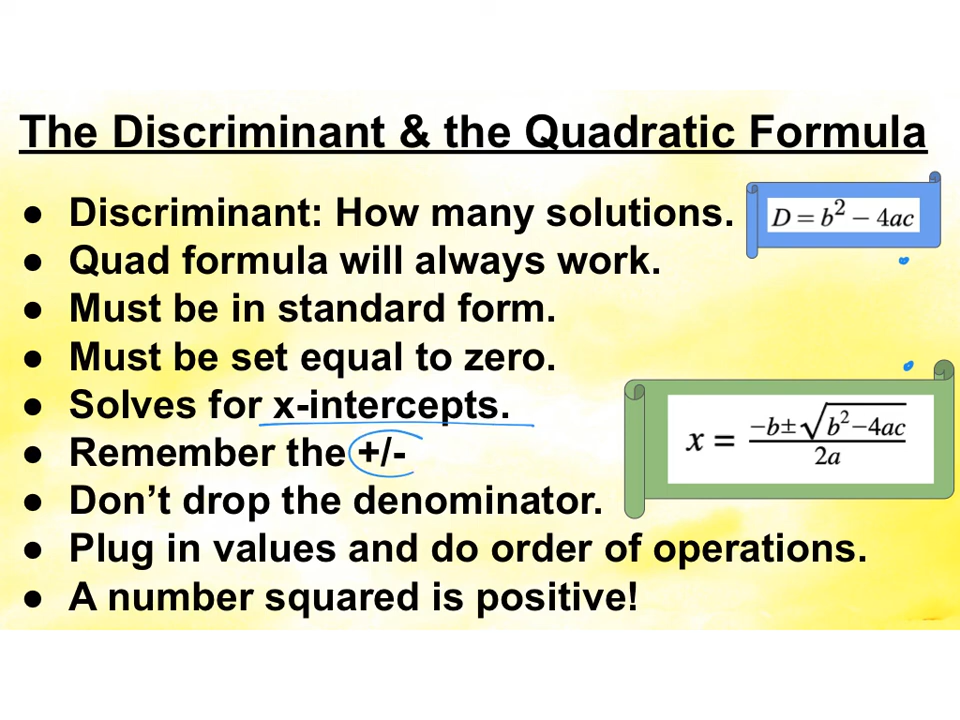 The Discriminant & the Quadratic Formula
● Discriminant: How many solutions.
D = b² − 4ac
● Quad formula will always work.
● Must be in standard form.
● Must be set equal to zero.
● Solves for x-intercepts.
● Remember the +/-
x = −b±√b²−4ac
2a
● Don’t drop the denominator.
● Plug in values and do order of operations.
● A number squared is positive!